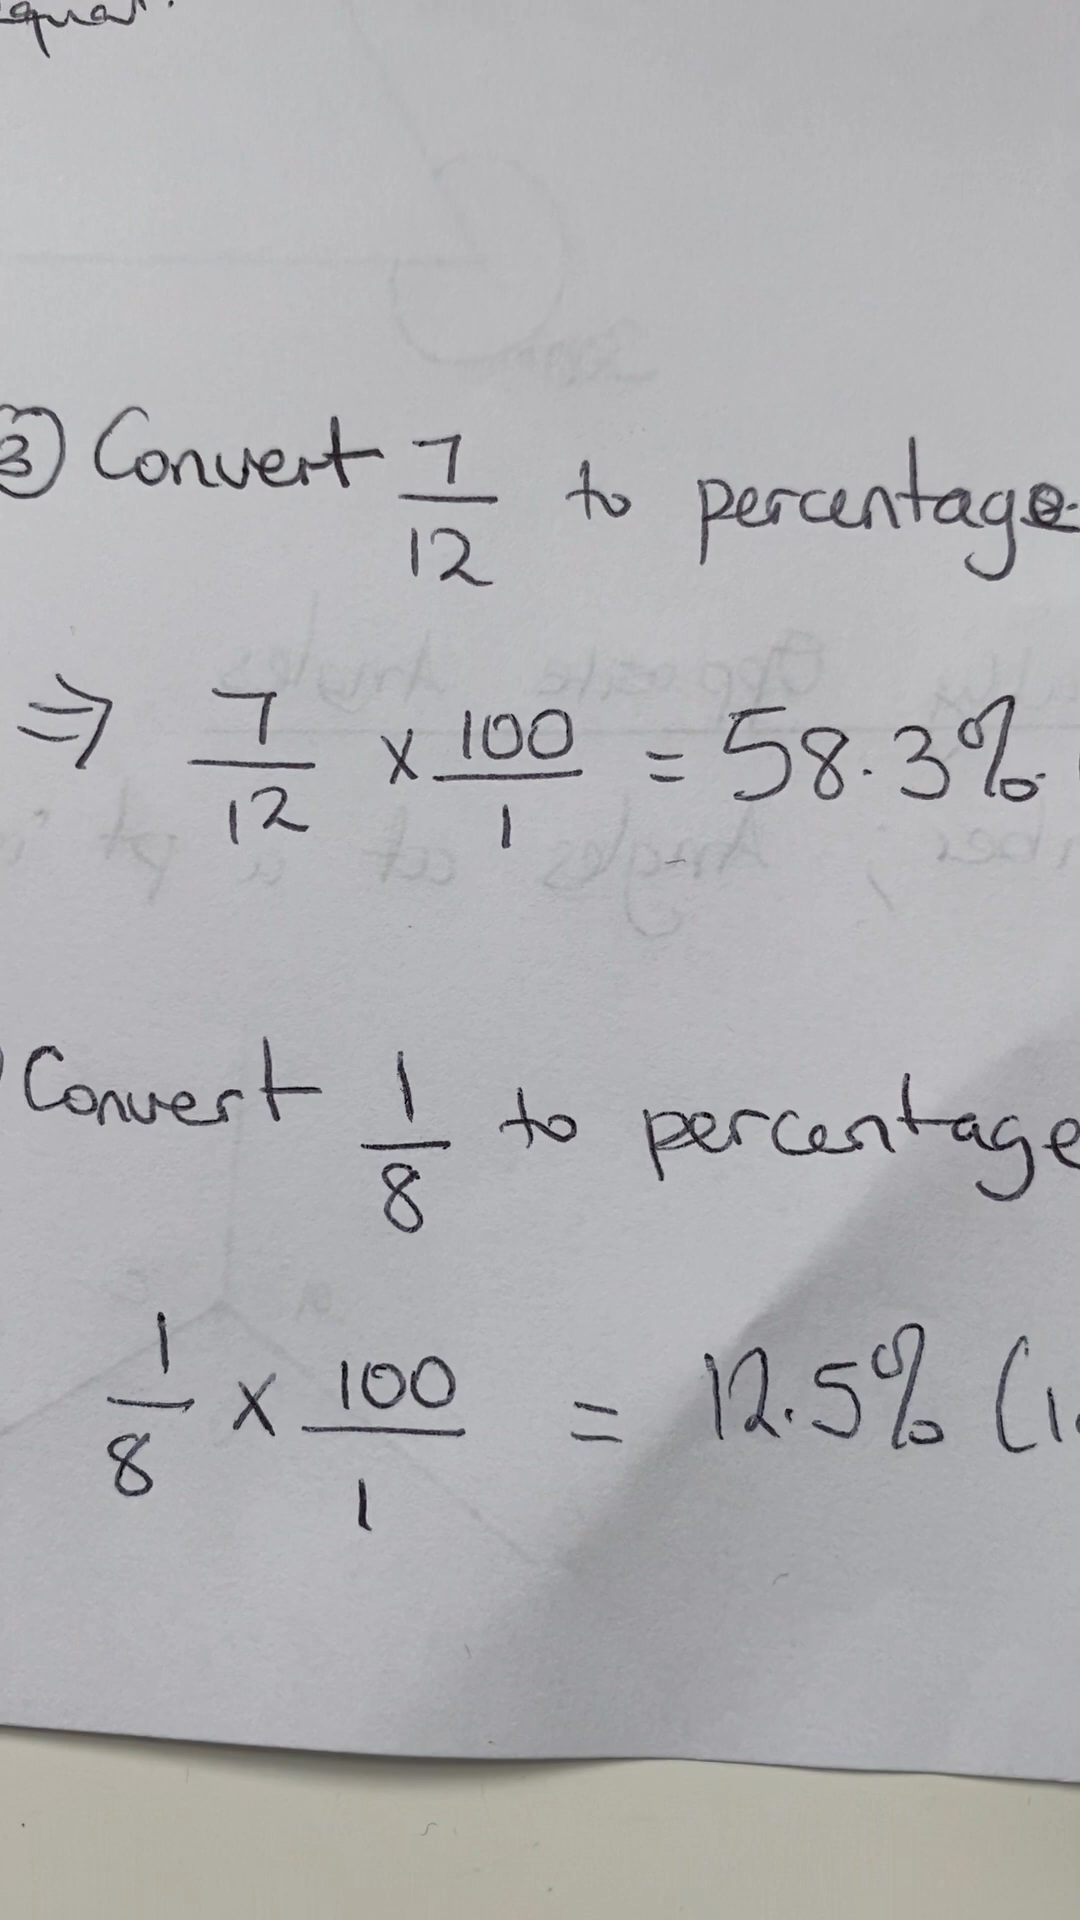 ③ Convert 7/12 to percentage.
⇒ 7/12 × 100/1 = 58.3%
Convert 1/8 to percentage
1/8 × 100/1 = 12.5% (1